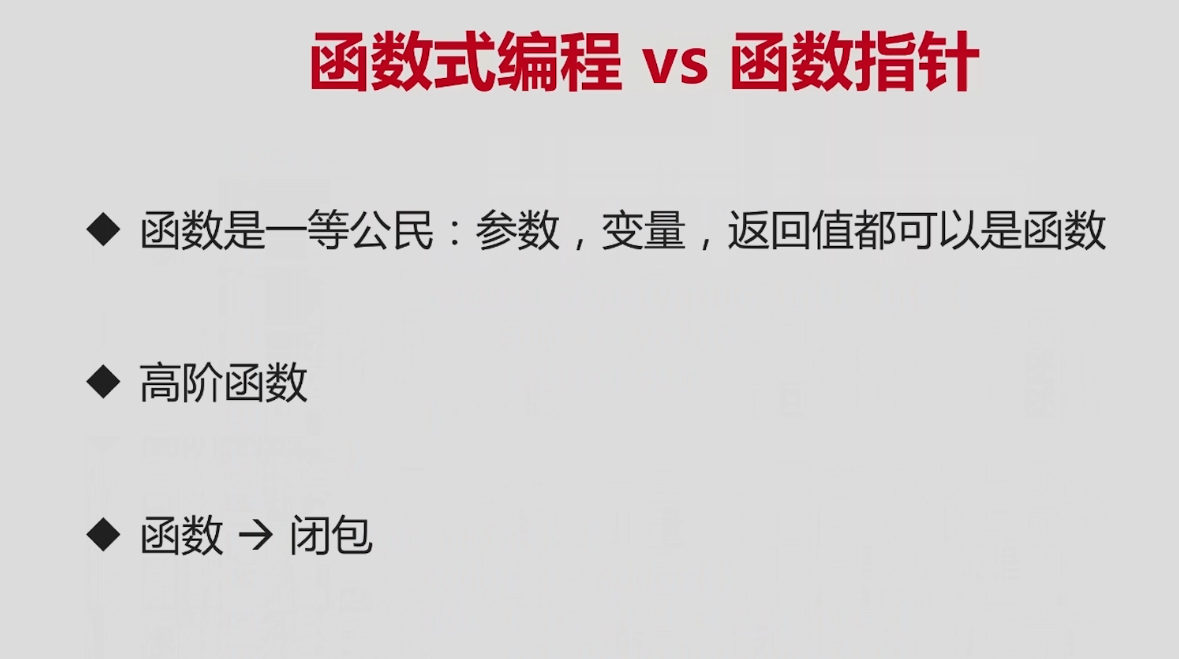 函数式编程 vs 函数指针
◆ 函数是一等公民：参数，变量，返回值都可以是函数
◆ 高阶函数
◆ 函数 → 闭包